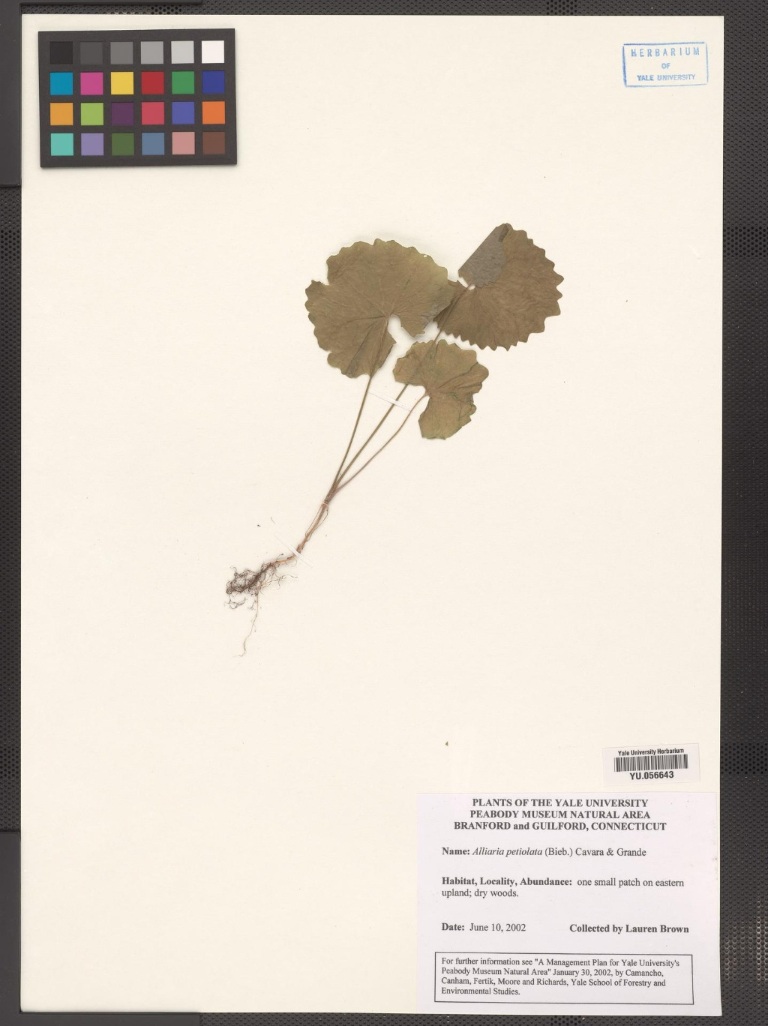 HERBARIUM
OF
YALE UNIVERSITY
Yale University Herbarium
YU.056643
PLANTS OF THE YALE UNIVERSITY
PEABODY MUSEUM NATURAL AREA
BRANFORD and GUILFORD, CONNECTICUT
Name: Alliaria petiolata (Bieb.) Cavara & Grande
Habitat, Locality, Abundance: one small patch on eastern
upland; dry woods.
Date: June 10, 2002 Collected by Lauren Brown
For further information see "A Management Plan for Yale University's
Peabody Museum Natural Area" January 30, 2002, by Camancho,
Canham, Fertik, Moore and Richards, Yale School of Forestry and
Environmental Studies.